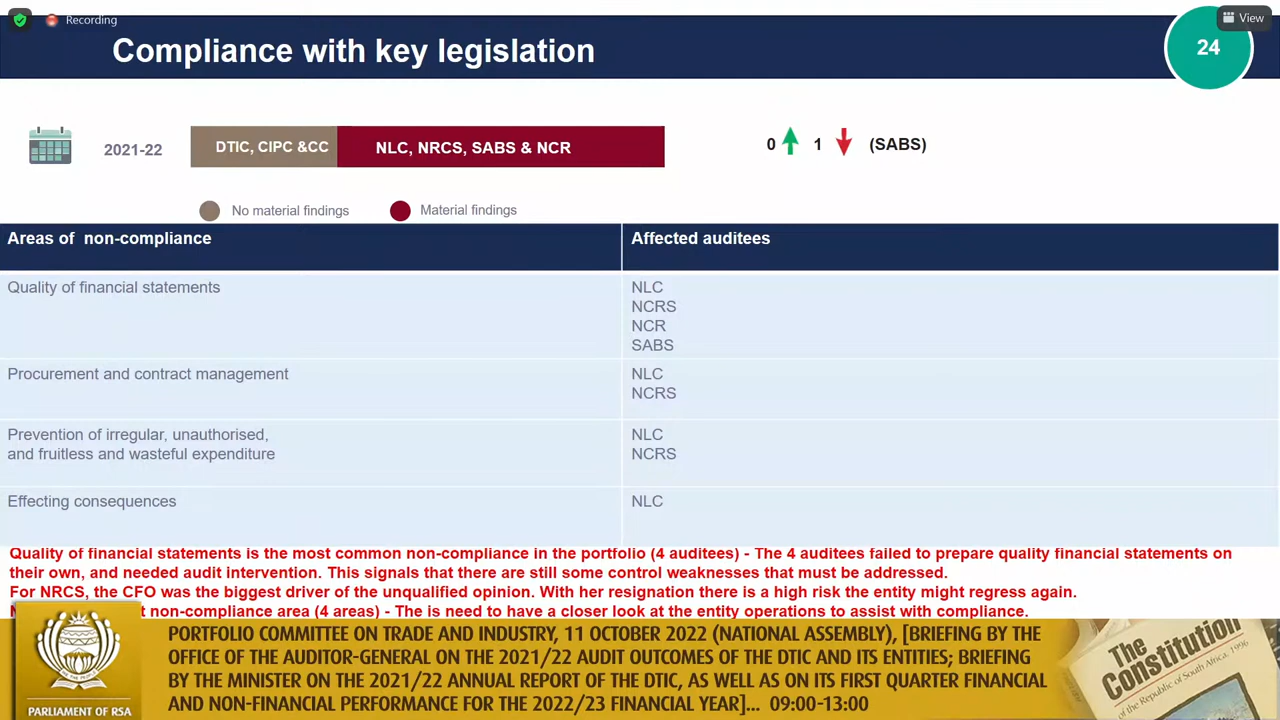 Recording
View
Compliance with key legislation
24
2021-22
DTIC, CIPC &CC
NLC, NRCS, SABS & NCR
0 1 (SABS)
No material findings
Material findings
Areas of non-compliance
Affected auditees
Quality of financial statements
NLC
NCRS
NCR
SABS
Procurement and contract management
NLC
NCRS
Prevention of irregular, unauthorised,
and fruitless and wasteful expenditure
NLC
NCRS
Effecting consequences
NLC
Quality of financial statements is the most common non-compliance in the portfolio (4 auditees) - The 4 auditees failed to prepare quality financial statements on
their own, and needed audit intervention. This signals that there are still some control weaknesses that must be addressed.
For NRCS, the CFO was the biggest driver of the unqualified opinion. With her resignation there is a high risk the entity might regress again.
non-compliance area (4 areas) - The is need to have a closer look at the entity operations to assist with compliance.
PARLIAMENT OF RSA
PORTFOLIO COMMITTEE ON TRADE AND INDUSTRY, 11 OCTOBER 2022 (NATIONAL ASSEMBLY), [BRIEFING BY THE
OFFICE OF THE AUDITOR-GENERAL ON THE 2021/22 AUDIT OUTCOMES OF THE DTIC AND ITS ENTITIES; BRIEFING
BY THE MINISTER ON THE 2021/22 ANNUAL REPORT OF THE DTIC, AS WELL AS ON ITS FIRST QUARTER FINANCIAL
AND NON-FINANCIAL PERFORMANCE FOR THE 2022/23 FINANCIAL YEAR]... 09:00-13:00
The
Constitution
of the Republic of South Africa, 1996